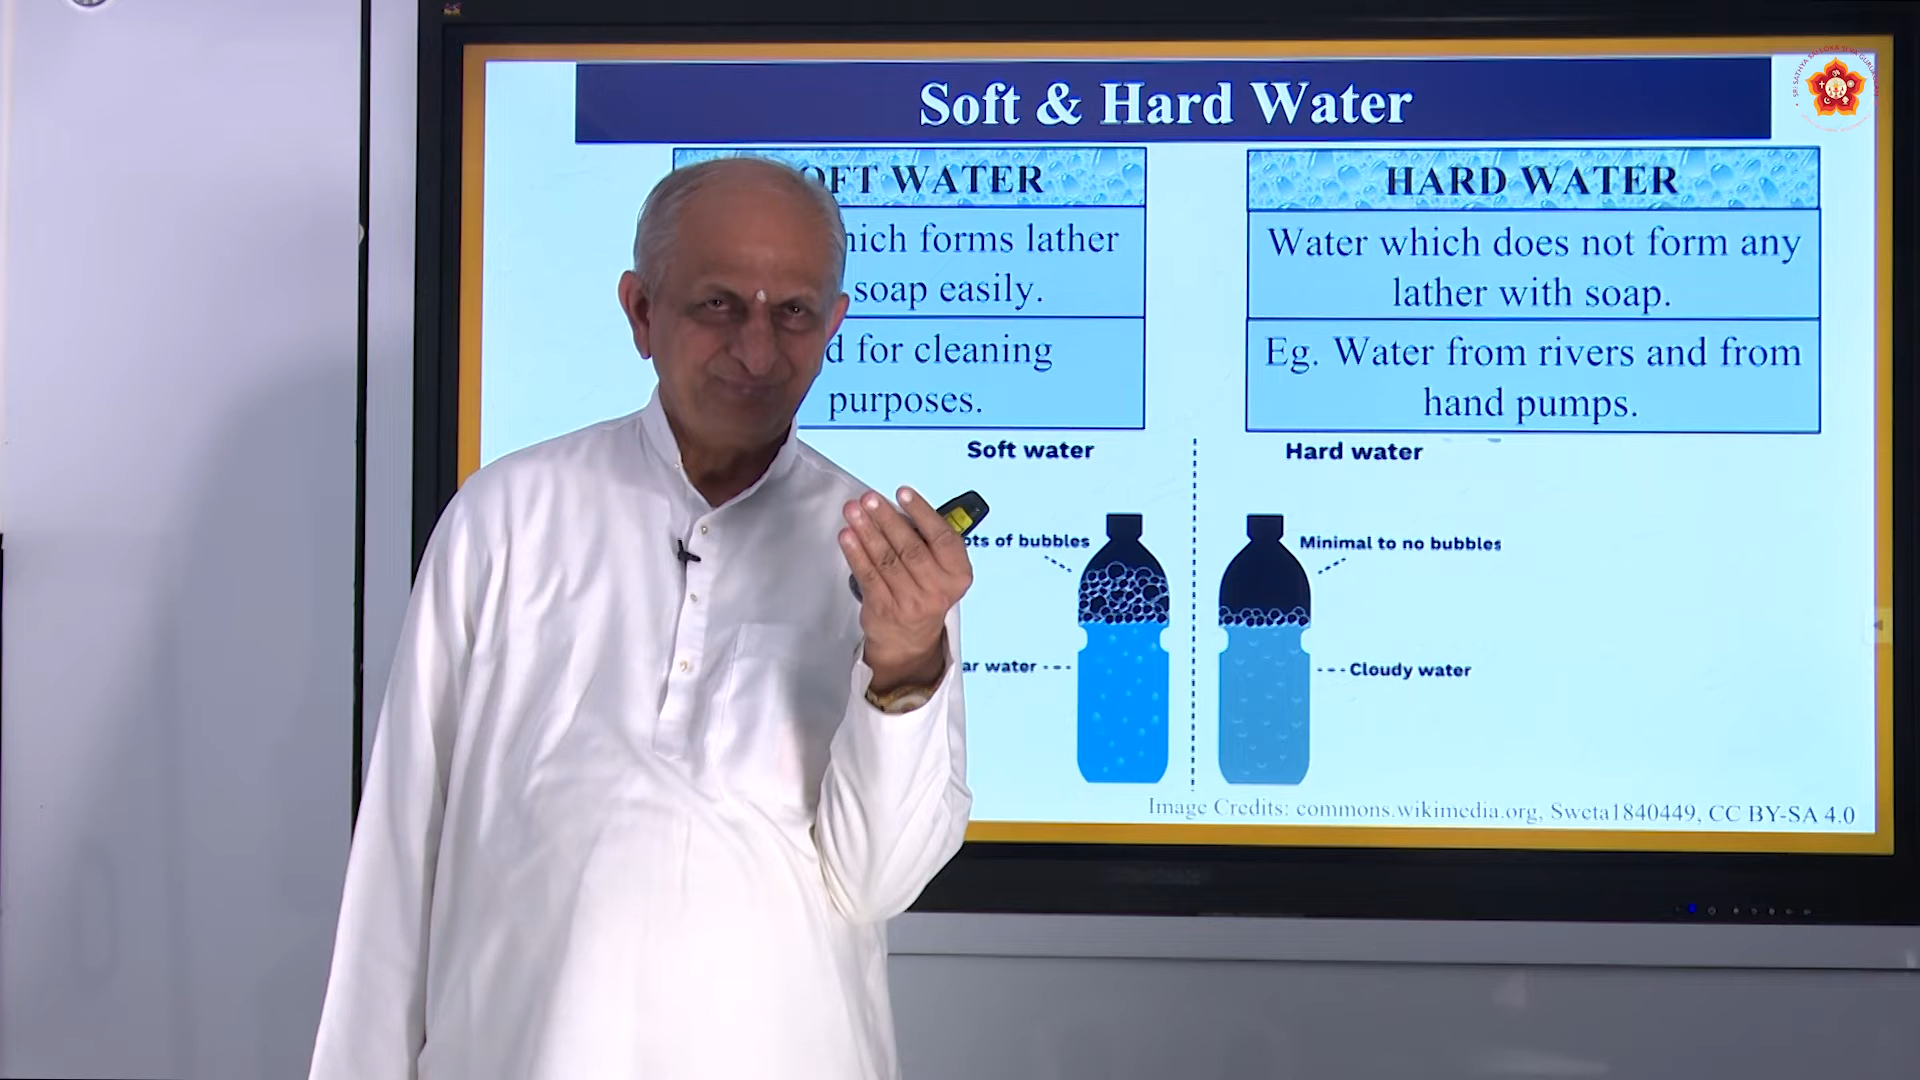 Soft & Hard Water
OFT WATER
hich forms lather
soap easily.
d for cleaning
purposes.
HARD WATER
Water which does not form any
lather with soap.
Eg. Water from rivers and from
hand pumps.
Soft water
ots of bubbles
ar water
Hard water
Minimal to no bubbles
Cloudy water
Image Credits: commons.wikimedia.org, Sweta1840449, CC BY-SA 4.0